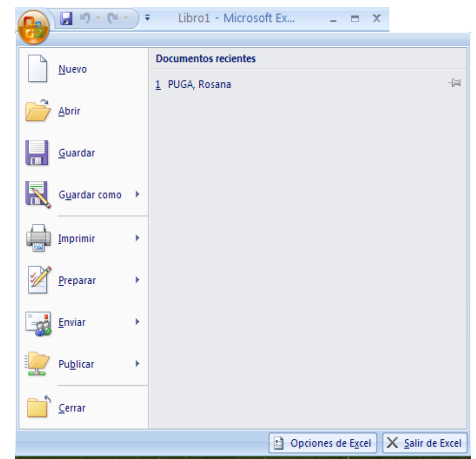 Libro1 - Microsoft Ex...
Documentos recientes
1 PUGA, Rosana
Nuevo
Abrir
Guardar
Guardar como
Imprimir
Preparar
Enviar
Publicar
Cerrar
Opciones de Excel
Salir de Excel